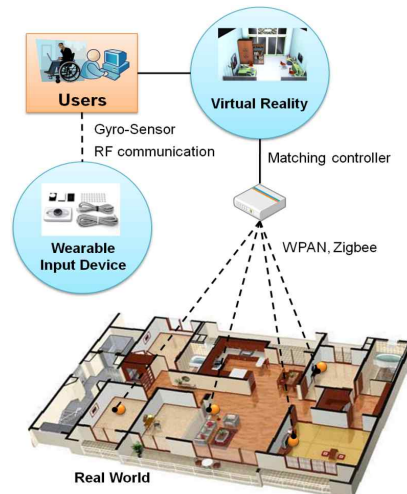 Users
Virtual Reality
Gyro-Sensor
RF communication
Matching controller
Wearable
Input Device
WPAN, Zigbee
Real World